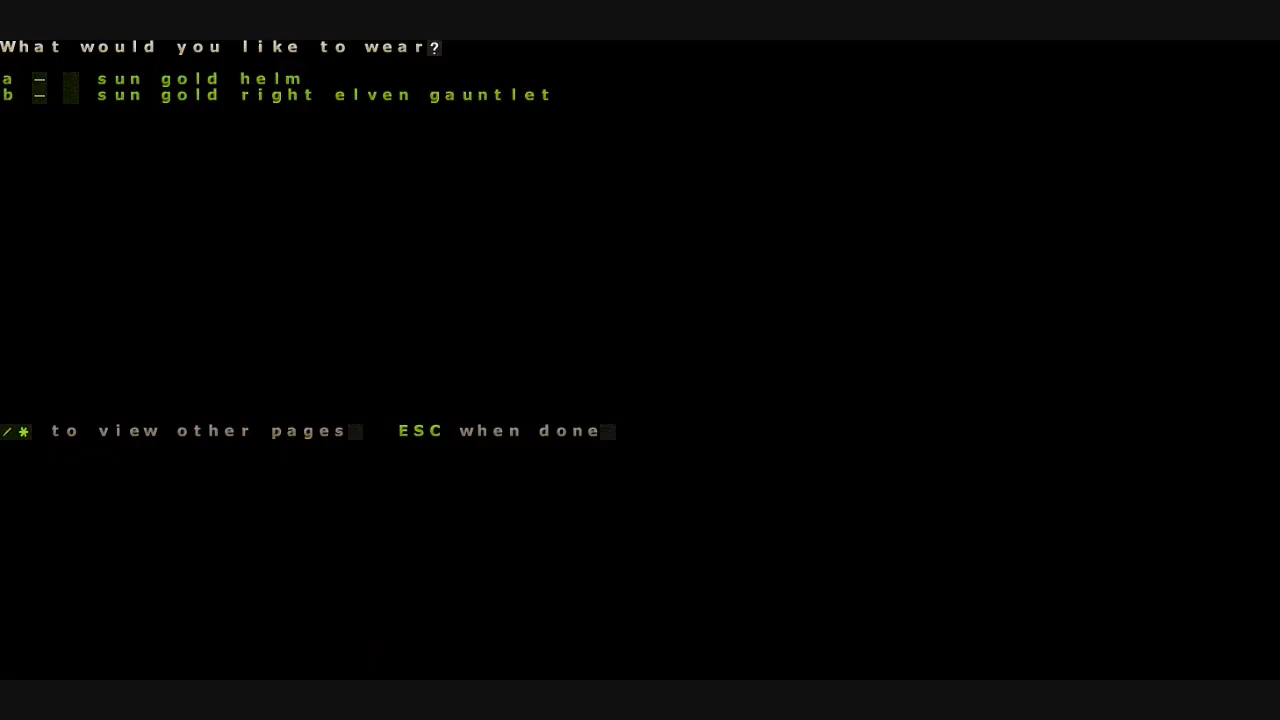 What would you like to wear?
a – sun gold helm
b – sun gold right elven gauntlet
/* to view other pages ESC when done